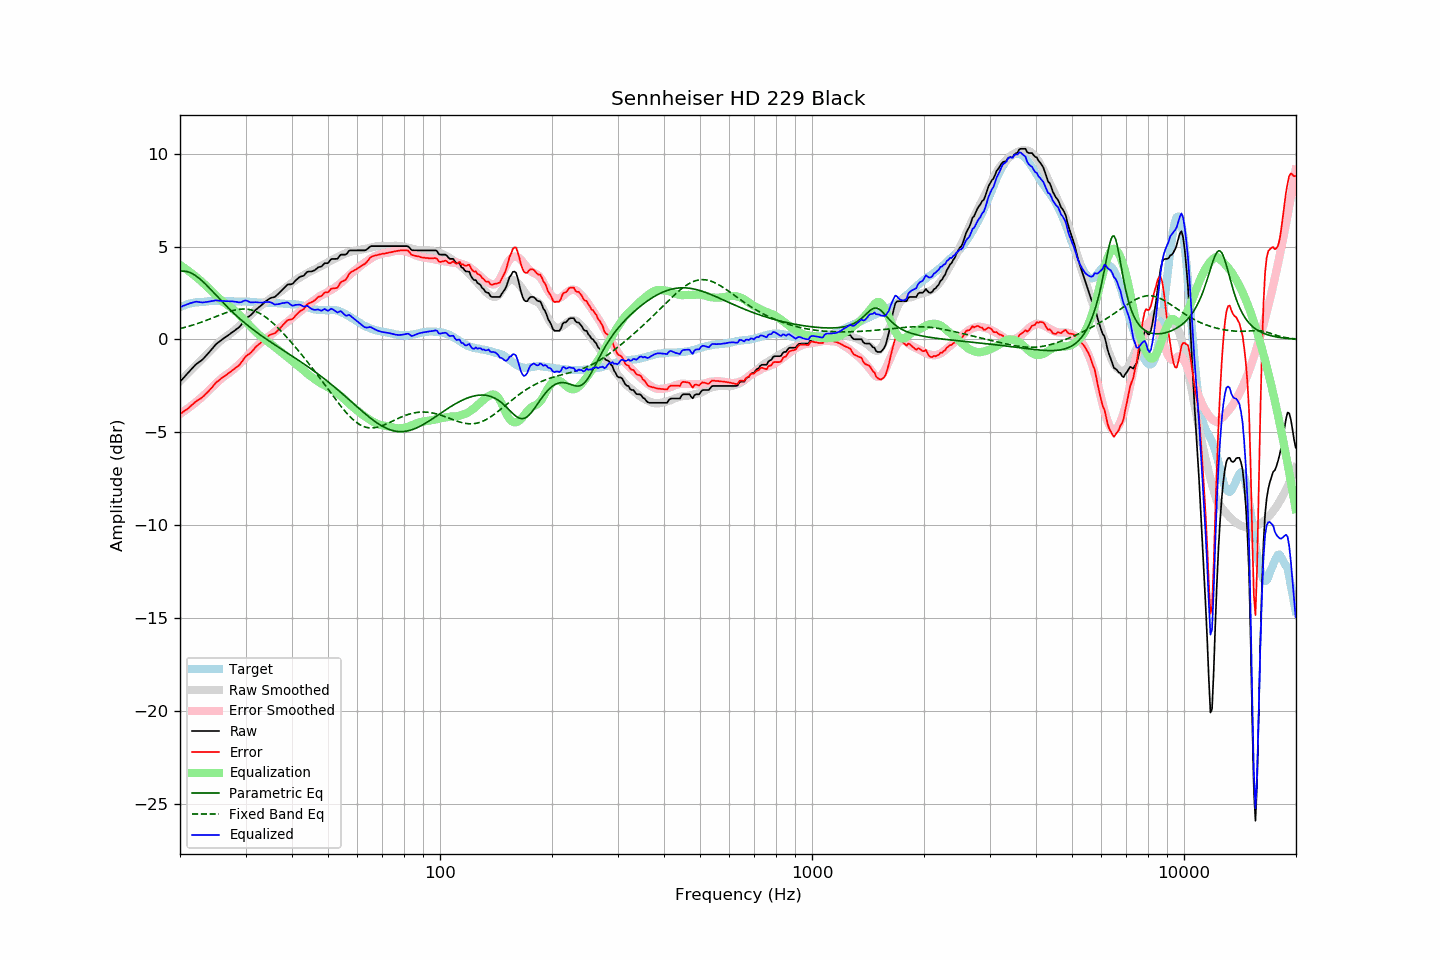 Sennheiser HD 229 Black
10
5
0
−5
−10
−15
−20
−25
Amplitude (dBr)
Target
Raw Smoothed
Error Smoothed
Raw
Error
Equalization
Parametric Eq
Fixed Band Eq
Equalized
100
1000
10000
Frequency (Hz)